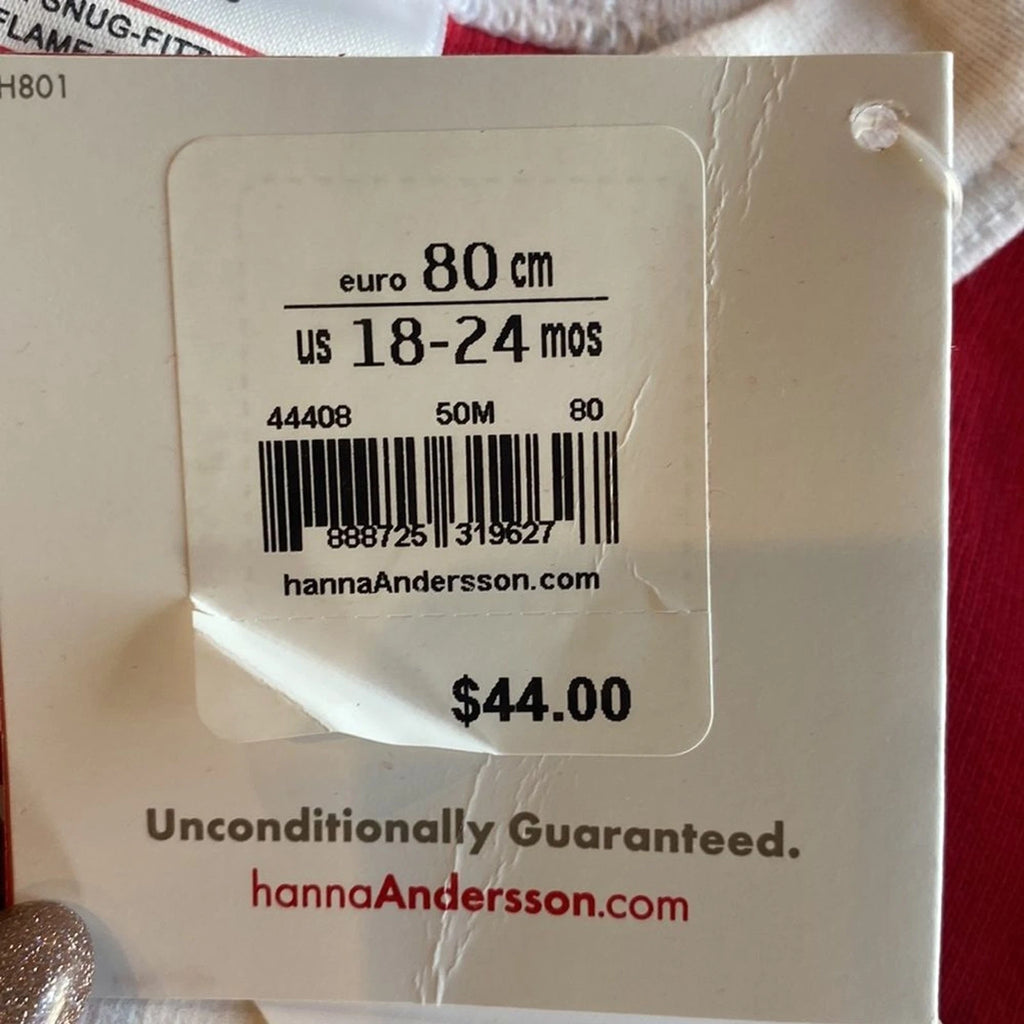 SNUG-FITT
FLAME
H801
euro 80 cm
us 18-24 mos
44408 50M 80
888725 319627
hannaAndersson.com
$44.00
Unconditionally Guaranteed.
hannaAndersson.com